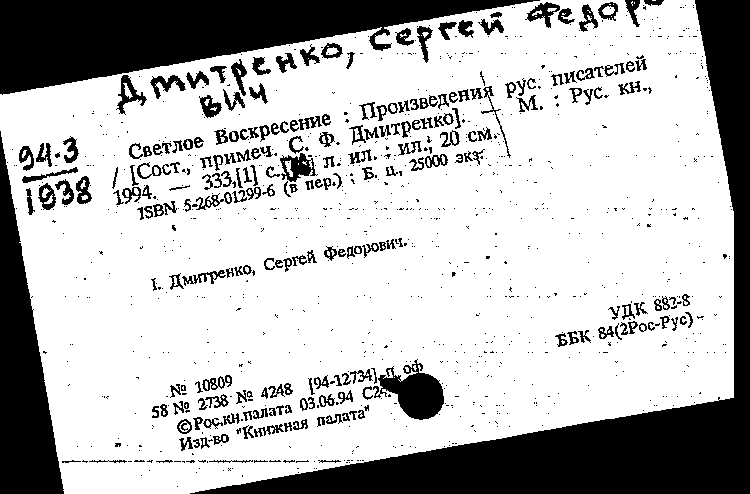 Дмитренко, Сергей Федоро
вич
94-3
1938
Светлое Воскресение : Произведения рус. писателей
/ [Сост., примеч. С. Ф. Дмитренко]. — М. : Рус. кн.,
1994. — 333,[1] с., л. ил. : ил.; 20 см.
ISBN 5-268-01299-6 (в пер.) : Б. ц., 25000 экз.
I. Дмитренко, Сергей Федорович.
УДК 882-8
ББК 84(2Рос-Рус)
№ 10809
58 № 2738 № 4248 [94-12734] п. оф
©Рос.кн.палата 03.06.94
Изд-во "Книжная палата"